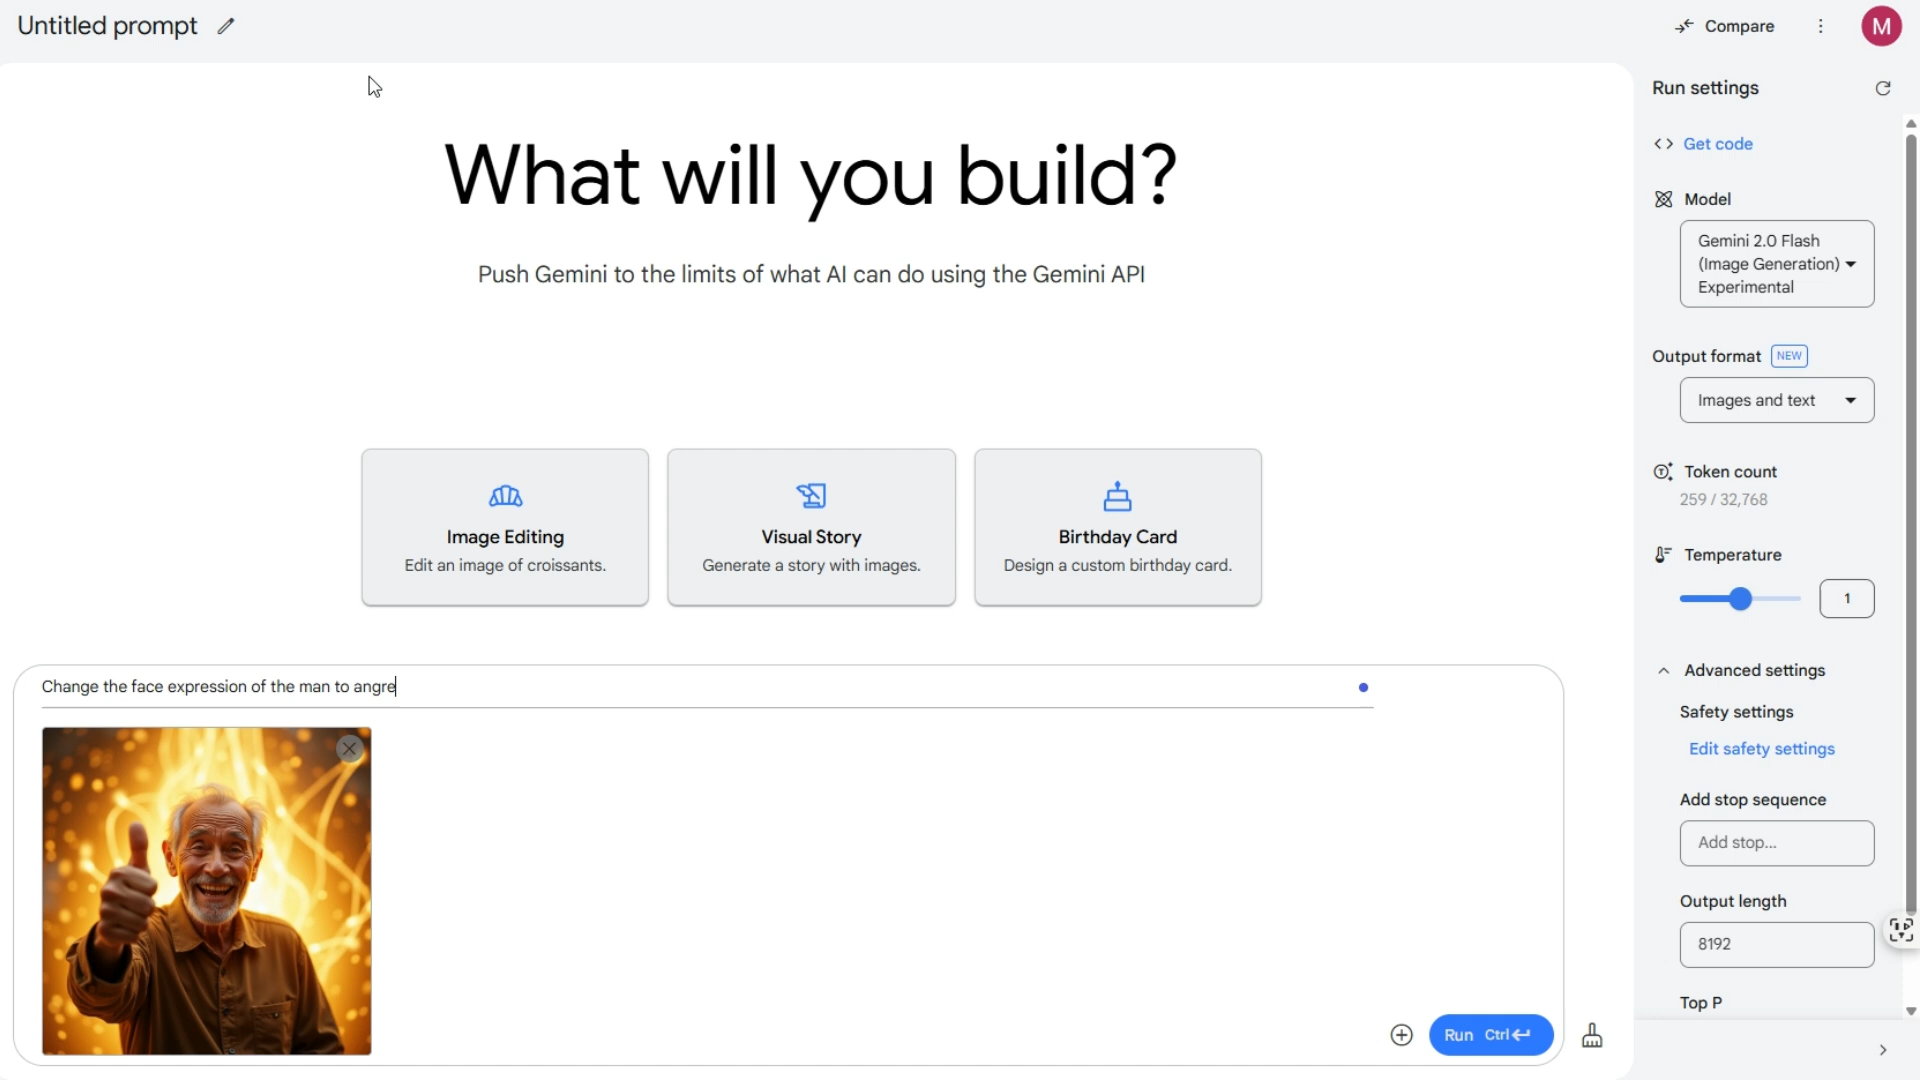 Untitled prompt
Compare
M
What will you build?
Push Gemini to the limits of what AI can do using the Gemini API
Image Editing
Edit an image of croissants.
Visual Story
Generate a story with images.
Birthday Card
Design a custom birthday card.
Change the face expression of the man to angre
Run Ctrl
Run settings
Get code
Model
Gemini 2.0 Flash
(Image Generation)
Experimental
Output format NEW
Images and text
Token count
259 / 32,768
Temperature
1
Advanced settings
Safety settings
Edit safety settings
Add stop sequence
Add stop...
Output length
8192
Top P